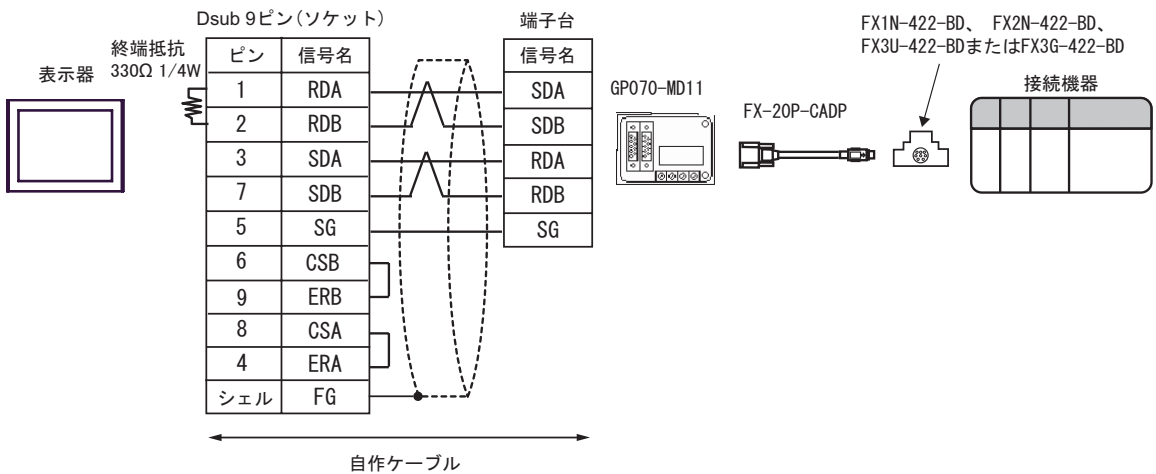 Dsub 9ピン(ソケット)
端子台
FX1N-422-BD、 FX2N-422-BD、
FX3U-422-BDまたはFX3G-422-BD
終端抵抗
330Ω 1/4W
表示器
ピン 信号名
信号名
1 RDA
SDA
2 RDB
SDB
3 SDA
RDA
7 SDB
RDB
5 SG
SG
6 CSB
9 ERB
8 CSA
4 ERA
シェル FG
GP070-MD11
FX-20P-CADP
接続機器
自作ケーブル